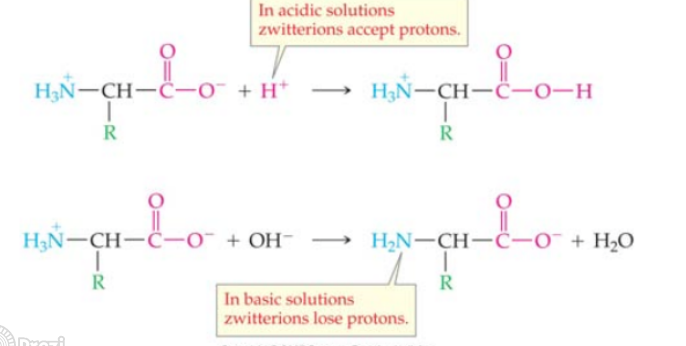 In acidic solutions
zwitterions accept protons.
O
H₃N⁺—CH—C—O⁻ + H⁺ ⟶ H₃N⁺—CH—C—O—H
O
R
R
O
O
H₃N⁺—CH—C—O⁻ + OH⁻ ⟶ H₂N—CH—C—O⁻ + H₂O
R
R
In basic solutions
zwitterions lose protons.
Prezi